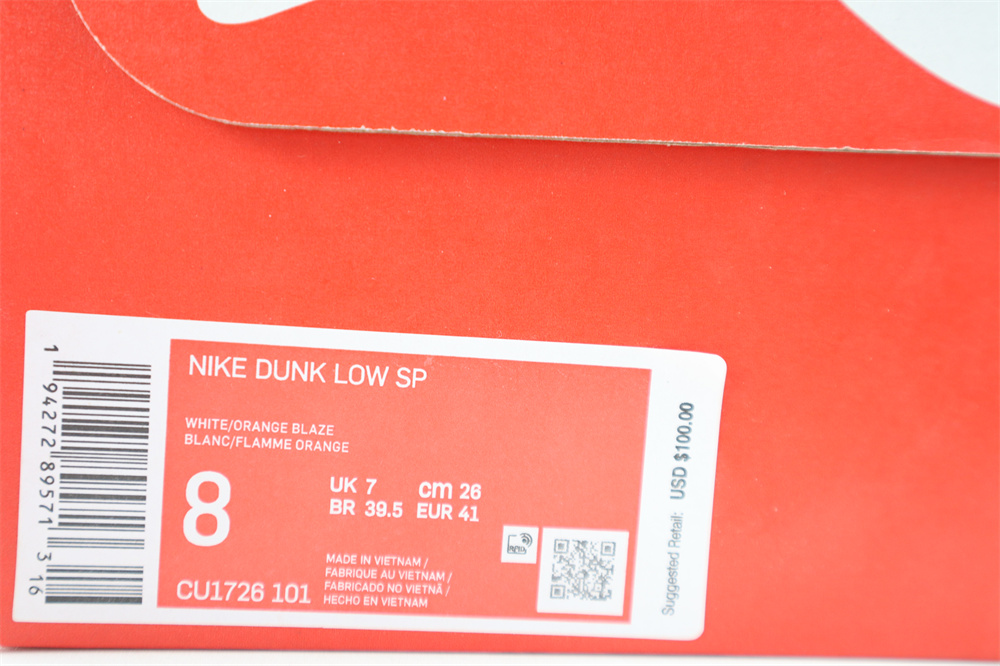 NIKE DUNK LOW SP
WHITE/ORANGE BLAZE
BLANC/FLAMME ORANGE
8
UK 7 cm 26
BR 39.5 EUR 41
CU1726 101
MADE IN VIETNAM /
FABRIQUE AU VIETNAM /
FABRICADO NO VIETNÃ /
HECHO EN VIETNAM
1 94272 89571 3 16
Suggested Retail: USD $100.00